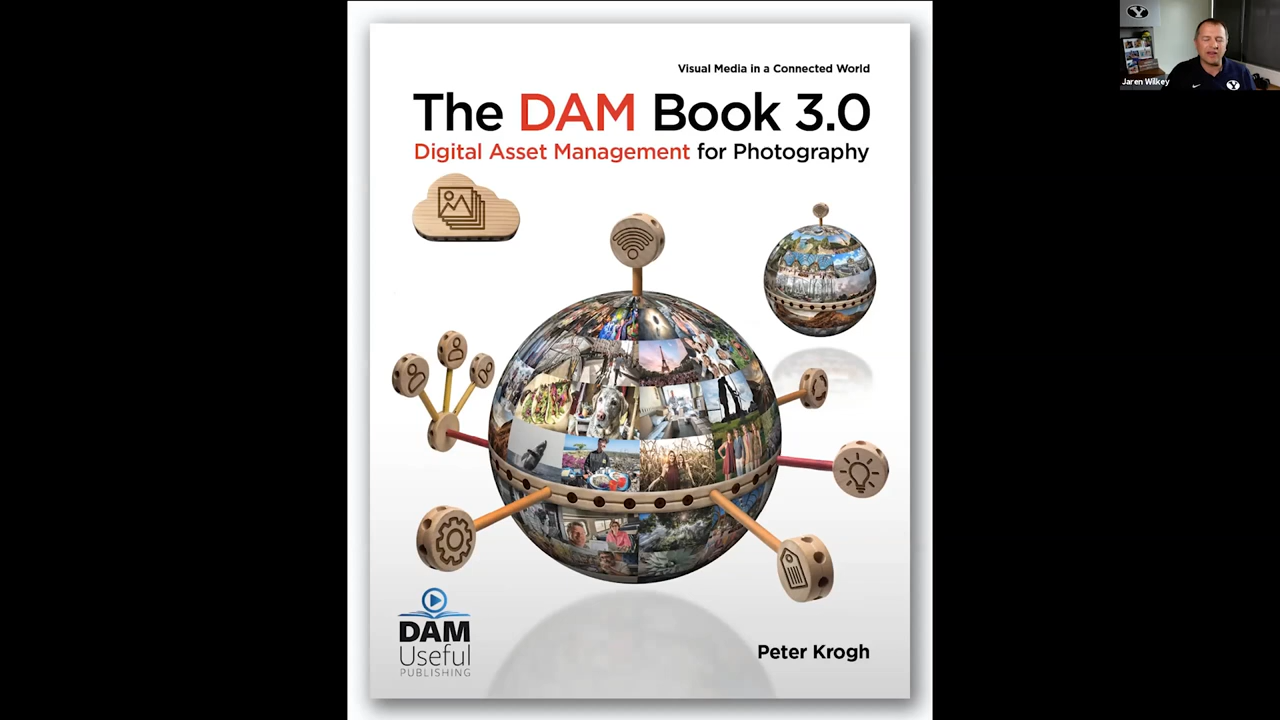 Visual Media in a Connected World
The DAM Book 3.0
Digital Asset Management for Photography
DAM
Useful
PUBLISHING
Peter Krogh
Jaren Wilkey
Y
Y